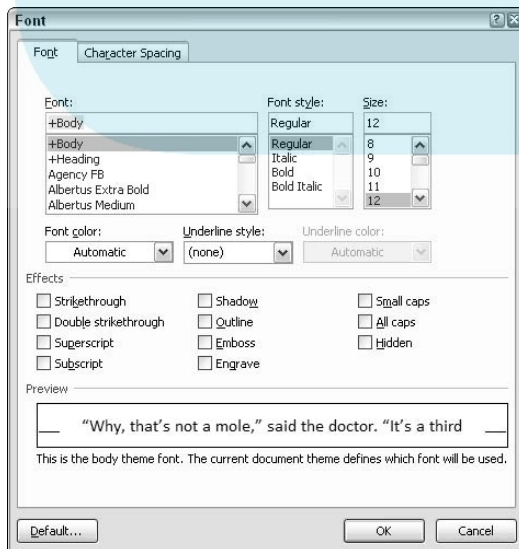 Font
Font Character Spacing
Font: Font style: Size:
+Body Regular 12
+Body Regular 8
+Heading Italic 9
Agency FB Bold 10
Albertus Extra Bold Bold Italic 11
Albertus Medium 12
Font color: Underline style: Underline color:
Automatic (none) Automatic
Effects
Strikethrough Shadow Small caps
Double strikethrough Outline All caps
Superscript Emboss Hidden
Subscript Engrave
Preview
“Why, that’s not a mole,” said the doctor. “It’s a third
This is the body theme font. The current document theme defines which font will be used.
Default... OK Cancel